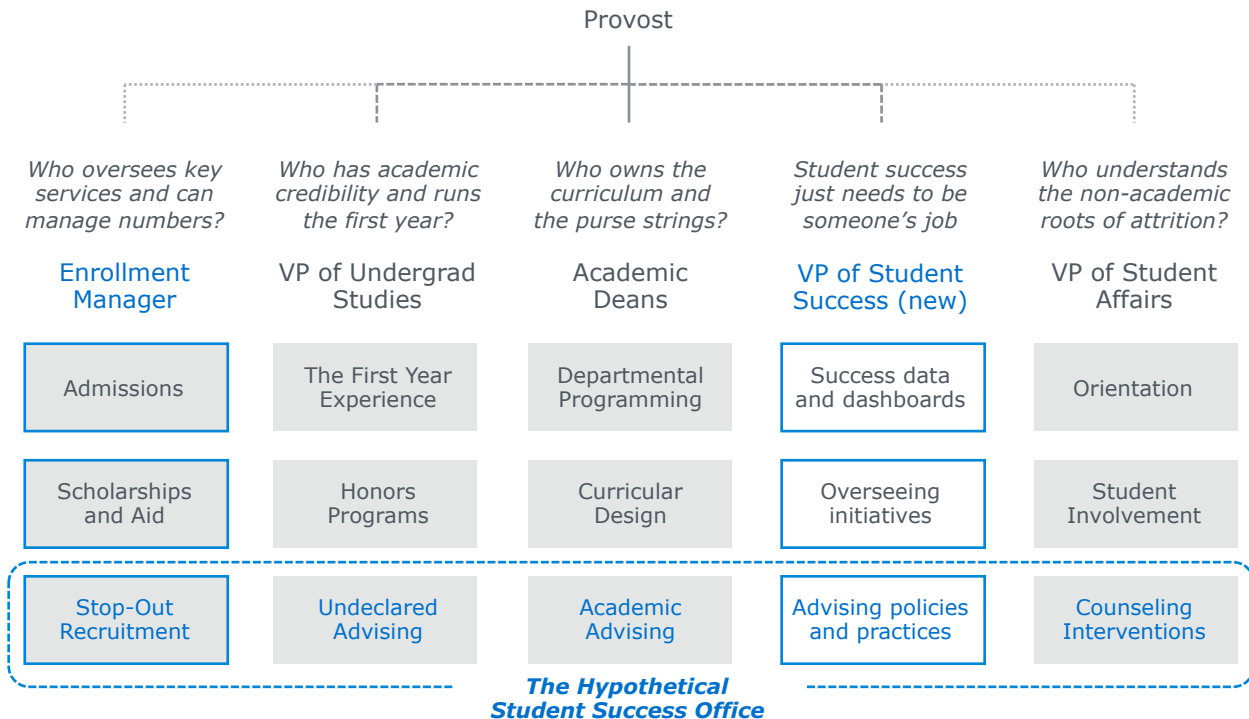 Provost
Who oversees key
services and can
manage numbers?
Who has academic
credibility and runs
the first year?
Who owns the
curriculum and
the purse strings?
Student success
just needs to be
someone’s job
Who understands
the non-academic
roots of attrition?
Enrollment
Manager
VP of Undergrad
Studies
Academic
Deans
VP of Student
Success (new)
VP of Student
Affairs
Admissions
The First Year
Experience
Departmental
Programming
Success data
and dashboards
Orientation
Scholarships
and Aid
Honors
Programs
Curricular
Design
Overseeing
initiatives
Student
Involvement
Stop-Out
Recruitment
Undeclared
Advising
Academic
Advising
Advising policies
and practices
Counseling
Interventions
The Hypothetical
Student Success Office